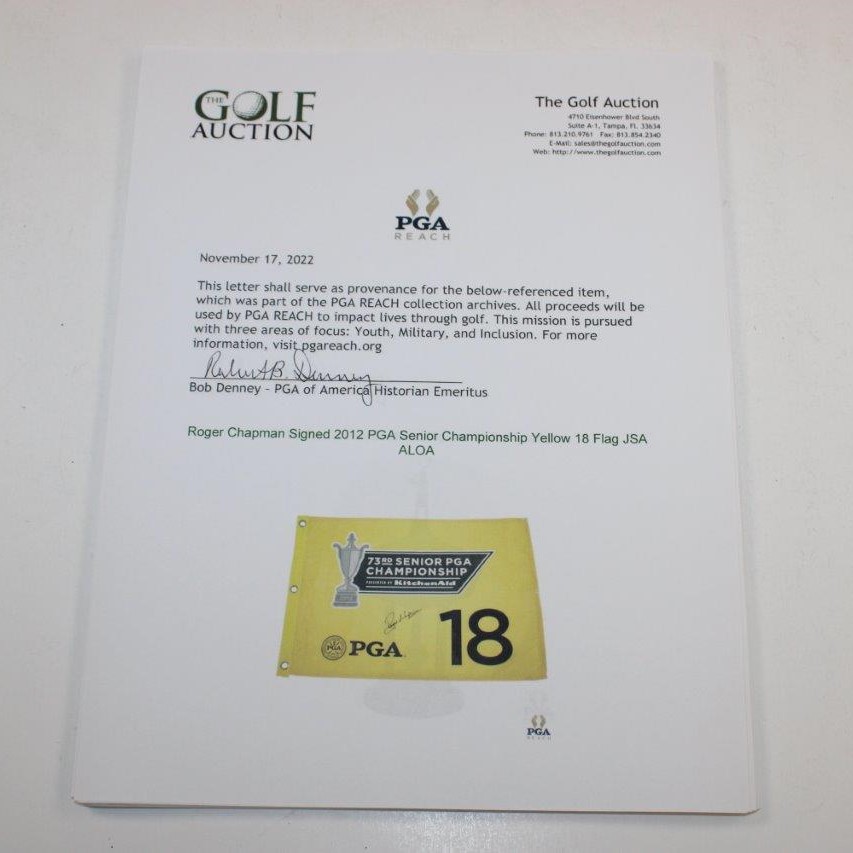 THE GOLF
AUCTION
The Golf Auction
4710 Eisenhower Blvd South
Suite A-1, Tampa, FL 33634
Phone: 813.210.9761 Fax: 813.854.2340
E-Mail: sales@thegolfauction.com
Web: http://www.thegolfauction.com
PGA
REACH
November 17, 2022
This letter shall serve as provenance for the below-referenced item,
which was part of the PGA REACH collection archives. All proceeds will be
used by PGA REACH to impact lives through golf. This mission is pursued
with three areas of focus: Youth, Military, and Inclusion. For more
information, visit pgareach.org
Robert B. Denney
Bob Denney - PGA of America Historian Emeritus
Roger Chapman Signed 2012 PGA Senior Championship Yellow 18 Flag JSA
ALOA
73RD SENIOR PGA
CHAMPIONSHIP
PRESENTED BY KitchenAid
PGA
PGA
18
PGA
REACH